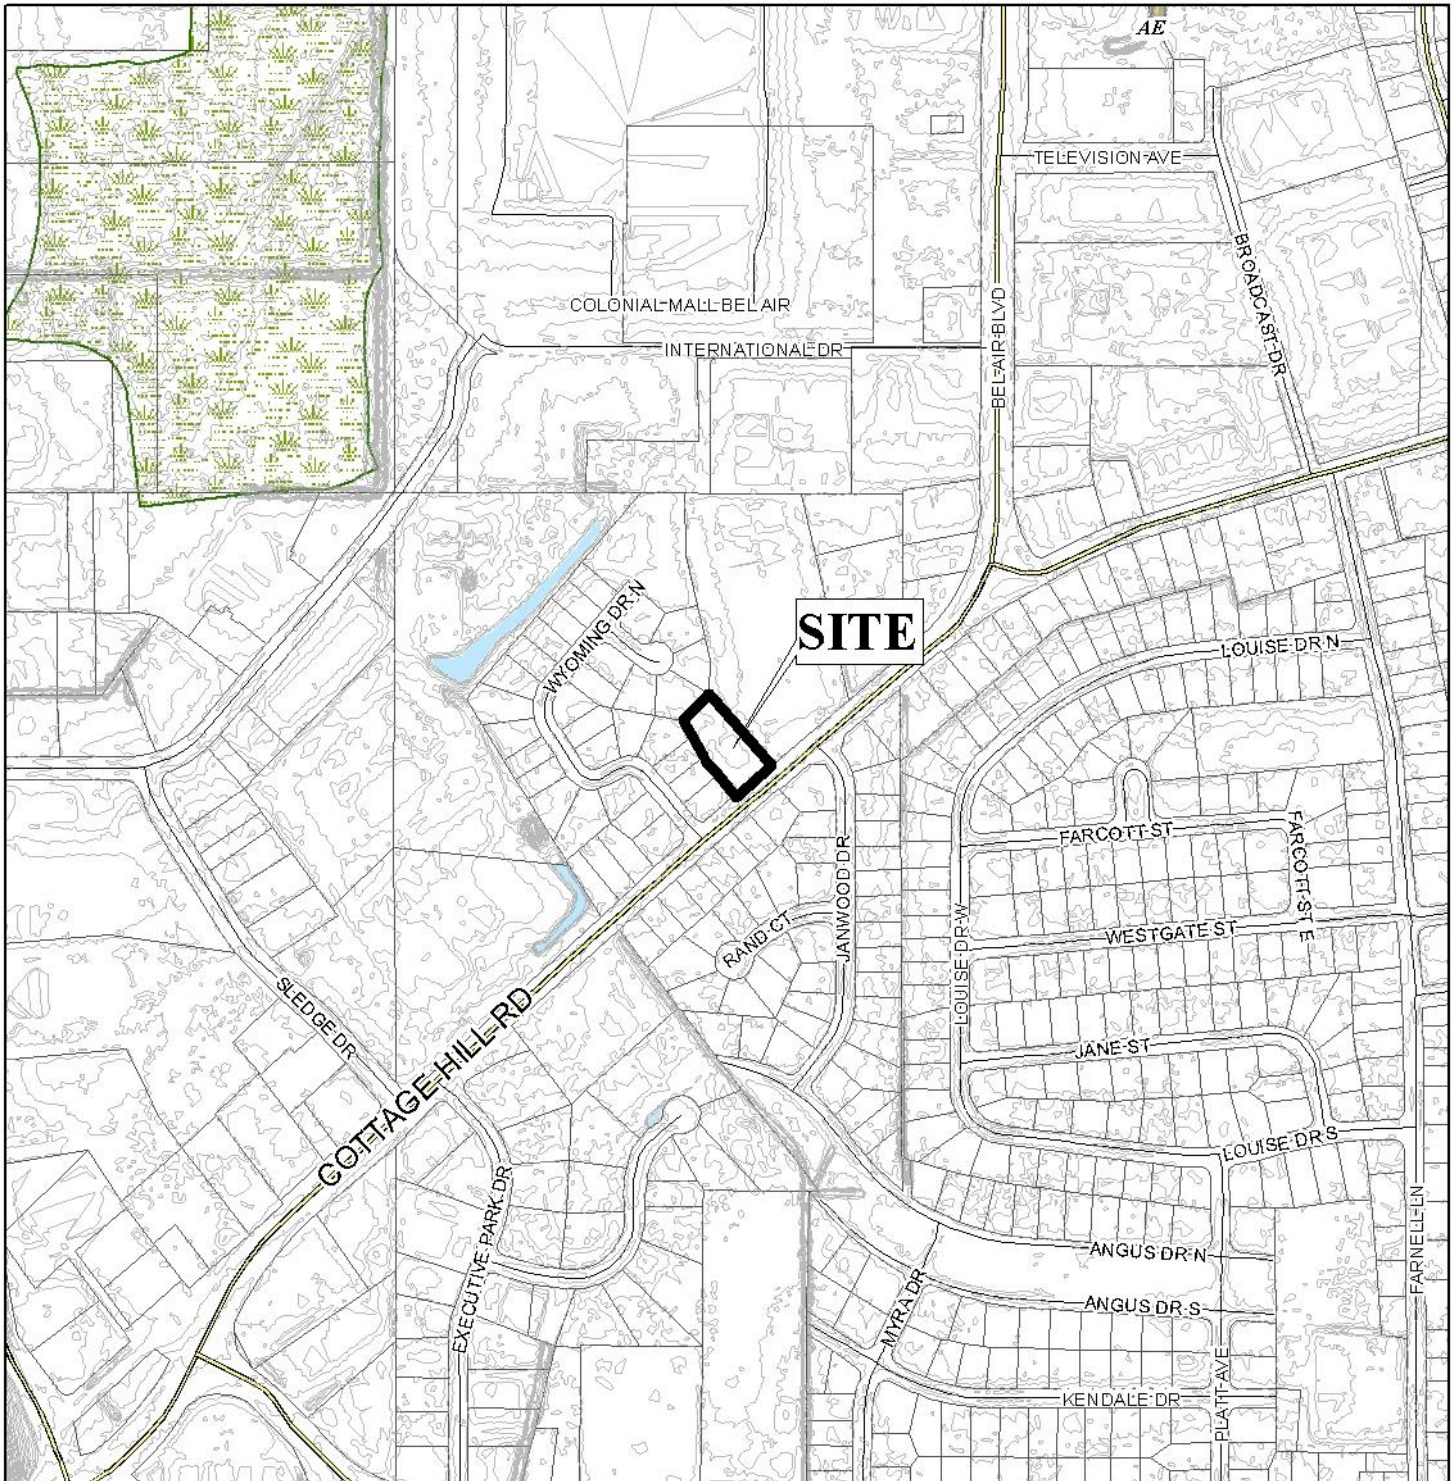 AE
TELEVISION AVE
BROADCAST DR
COLONIAL MALL BEL AIR
INTERNATIONAL DR
BEL AIR BLVD
WYOMING DR N
SITE
LOUISE DR N
FARCOTT ST
FARCOTT ST E
JANWOOD DR
RAND CT
LOUISE DR W
WESTGATE ST
SLEDGE DR
COTTAGE HILL RD
JANE ST
LOUISE DR S
EXECUTIVE PARK DR
ANGUS DR N
FARNELL LN
MYRA DR
ANGUS DR S
PLATT AVE
KENDALE DR